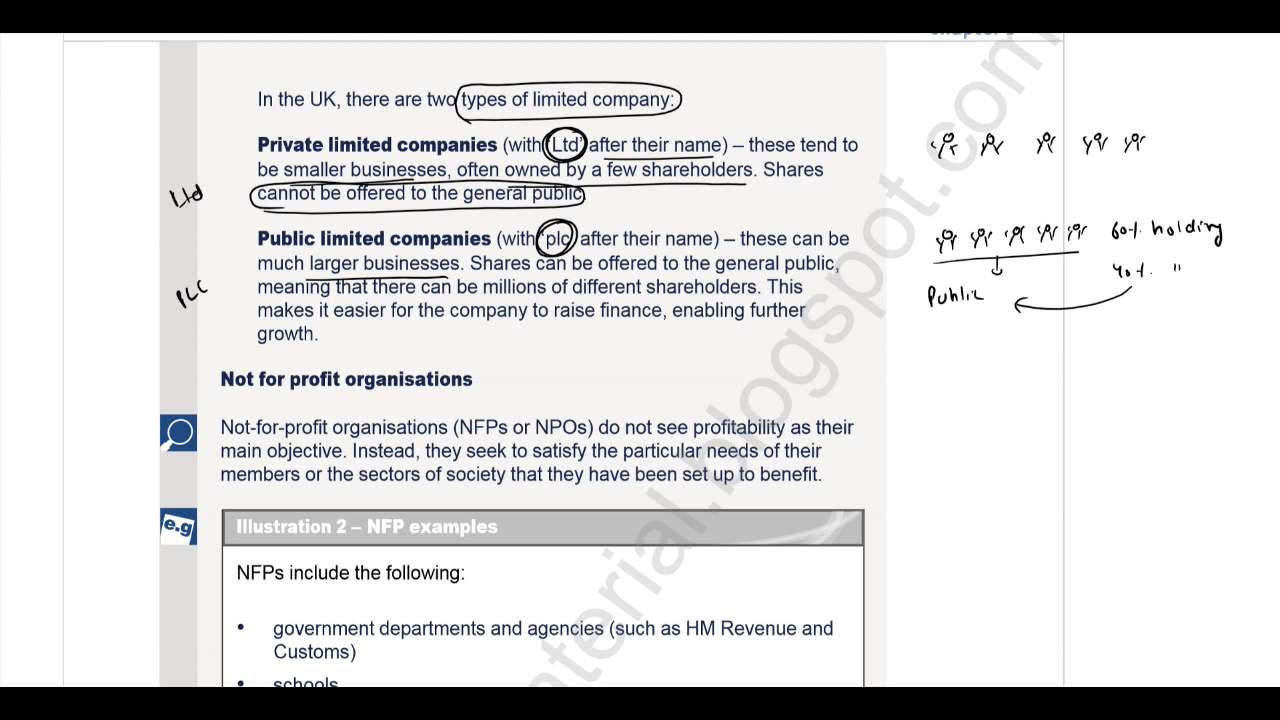 In the UK, there are two types of limited company:
Private limited companies (with ‘Ltd’ after their name) – these tend to
be smaller businesses, often owned by a few shareholders. Shares
cannot be offered to the general public.
Ltd
Public limited companies (with ‘plc’ after their name) – these can be
much larger businesses. Shares can be offered to the general public,
meaning that there can be millions of different shareholders. This
makes it easier for the company to raise finance, enabling further
growth.
PLC
60% holding
40% "
Public
Not for profit organisations
Not-for-profit organisations (NFPs or NPOs) do not see profitability as their
main objective. Instead, they seek to satisfy the particular needs of their
members or the sectors of society that they have been set up to benefit.
e.g
Illustration 2 – NFP examples
NFPs include the following:
• government departments and agencies (such as HM Revenue and
Customs)
• schools
aterial.blogspot.com